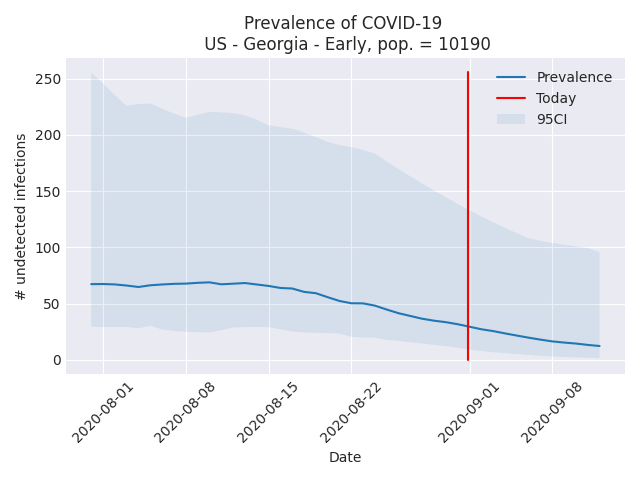 Prevalence of COVID-19
US - Georgia - Early, pop. = 10190
Prevalence
Today
95CI
# undetected infections
250
200
150
100
50
0
2020-08-01
2020-08-08
2020-08-15
2020-08-22
2020-09-01
2020-09-08
Date